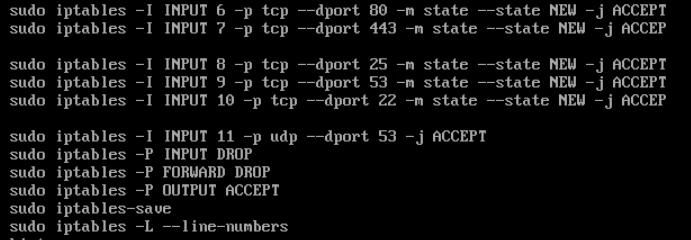 sudo iptables -I INPUT 6 -p tcp --dport 80 -m state --state NEW -j ACCEPT
sudo iptables -I INPUT 7 -p tcp --dport 443 -m state --state NEW -j ACCEP
sudo iptables -I INPUT 8 -p tcp --dport 25 -m state --state NEW -j ACCEPT
sudo iptables -I INPUT 9 -p tcp --dport 53 -m state --state NEW -j ACCEPT
sudo iptables -I INPUT 10 -p tcp --dport 22 -m state --state NEW -j ACCEP
sudo iptables -I INPUT 11 -p udp --dport 53 -j ACCEPT
sudo iptables -P INPUT DROP
sudo iptables -P FORWARD DROP
sudo iptables -P OUTPUT ACCEPT
sudo iptables-save
sudo iptables -L --line-numbers